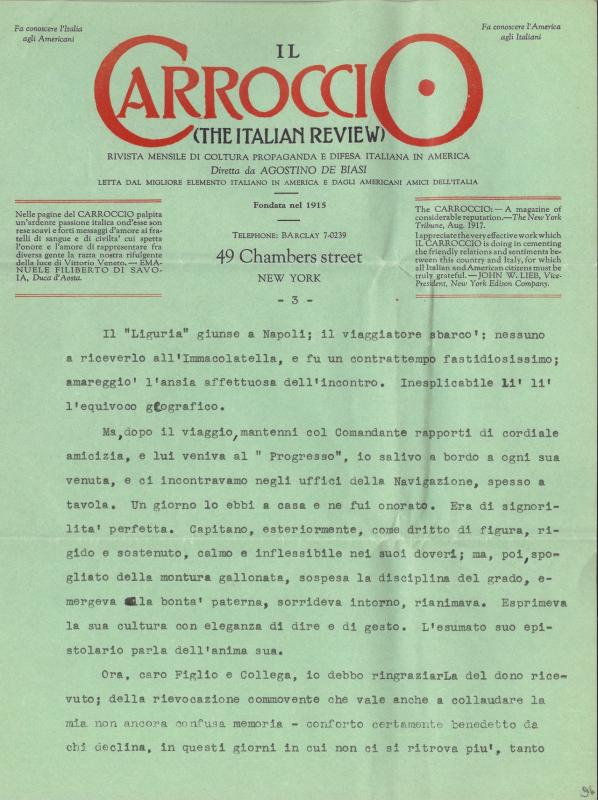 Fa conoscere l'Italia
agli Americani
Fa conoscere l'America
agli Italiani
IL
CARROCCIO
(THE ITALIAN REVIEW)
RIVISTA MENSILE DI COLTURA PROPAGANDA E DIFESA ITALIANA IN AMERICA
Diretta da AGOSTINO DE BIASI
LETTA DAL MIGLIORE ELEMENTO ITALIANO IN AMERICA E DAGLI AMERICANI AMICI DELL'ITALIA
Nelle pagine del CARROCCIO palpita
un'ardente passione italica ond'esse son
rese soavi e forti messaggi d'amore ai fra-
telli di sangue e di civilta' cui spetta
l'onore e l'amore di rappresentare fra
diversa gente la razza nostra rifulgente
della luce di Vittorio Veneto. — EMA-
NUELE FILIBERTO DI SAVO-
IA, Duca d'Aosta.
Fondata nel 1915
TELEPHONE: BARCLAY 7-0239
49 Chambers street
NEW YORK
The CARROCCIO: — A magazine of
considerable reputation.—The New York
Tribune, Aug. 1917.
I appreciate the very effective work which
IL CARROCCIO is doing in cementing
the friendly relations and sentiments be-
tween this country and Italy, for which
all Italian and American citizens must be
truly grateful. — JOHN W. LIEB, Vice-
President, New York Edison Company.
- 3 -
Il "Liguria" giunse a Napoli; il viaggiatore sbarco': nessuno
a riceverlo all'Immacolatella, e fu un contrattempo fastidiosissimo;
amareggio' l'ansia affettuosa dell'incontro. Inesplicabile li' li'
l'equivoco geografico.
Ma, dopo il viaggio, mantenni col Comandante rapporti di cordiale
amicizia, e lui veniva al " Progresso", io salivo a bordo a ogni sua
venuta, e ci incontravamo negli uffici della Navigazione, spesso a
tavola. Un giorno lo ebbi a casa e ne fui onorato. Era di signori-
lita' perfetta. Capitano, esteriormente, come dritto di figura, ri-
gido e sostenuto, calmo e inflessibile nei suoi doveri; ma, poi, spo-
gliato della montura gallonata, sospesa la disciplina del grado, e-
mergeva la bonta' paterna, sorrideva intorno, rianimava. Esprimeva
la sua cultura con eleganza di dire e di gesto. L'esumato suo epi-
stolario parla dell'anima sua.
Ora, caro Figlio e Collega, io debbo ringraziarLa del dono rice-
vuto; della rievocazione commovente che vale anche a collaudare la
mia non ancora confusa memoria - conforto certamente benedetto da
chi declina, in questi giorni in cui non ci si ritrova piu', tanto
96